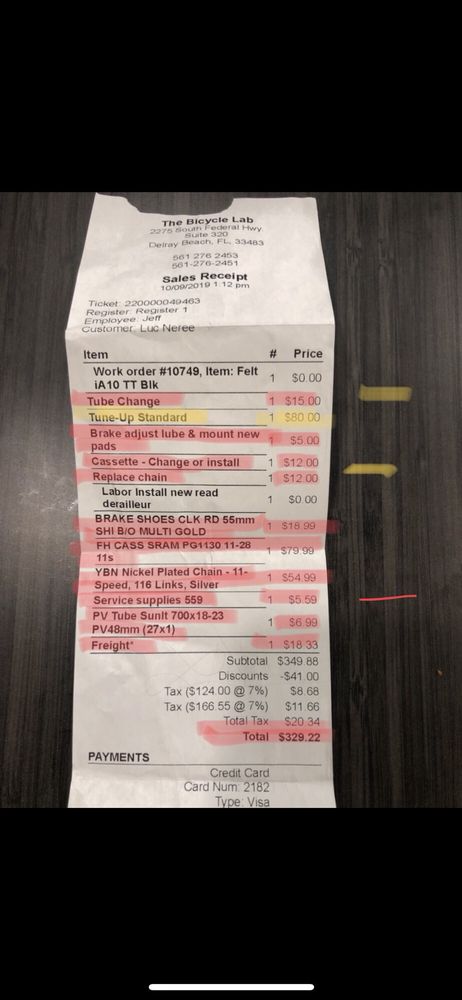 The Bicycle Lab
2275 South Federal Hwy.
Suite 320
Delray Beach, FL, 33483
561 276 2453
561-276-2451
Sales Receipt
10/09/2019 1:12 pm
Ticket: 220000049463
Register: Register 1
Employee: Jeff
Customer: Luc Neree
Item # Price
Work order #10749, Item: Felt
iA10 TT Blk 1 $0.00
Tube Change 1 $15.00
Tune-Up Standard 1 $80.00
Brake adjust lube & mount new
pads 1 $5.00
Cassette - Change or install 1 $12.00
Replace chain 1 $12.00
Labor Install new read
derailleur 1 $0.00
BRAKE SHOES CLK RD 55mm
SHI B/O MULTI GOLD 1 $18.99
FH CASS SRAM PG1130 11-28
11s 1 $79.99
YBN Nickel Plated Chain - 11-
Speed, 116 Links, Silver 1 $54.99
Service supplies 559 1 $5.59
PV Tube Sunlt 700x18-23
PV48mm (27x1) 1 $6.99
Freight* 1 $18.33
Subtotal $349.88
Discounts -$41.00
Tax ($124.00 @ 7%) $8.68
Tax ($166.55 @ 7%) $11.66
Total Tax $20.34
Total $329.22
PAYMENTS
Credit Card
Card Num: 2182
Type: Visa